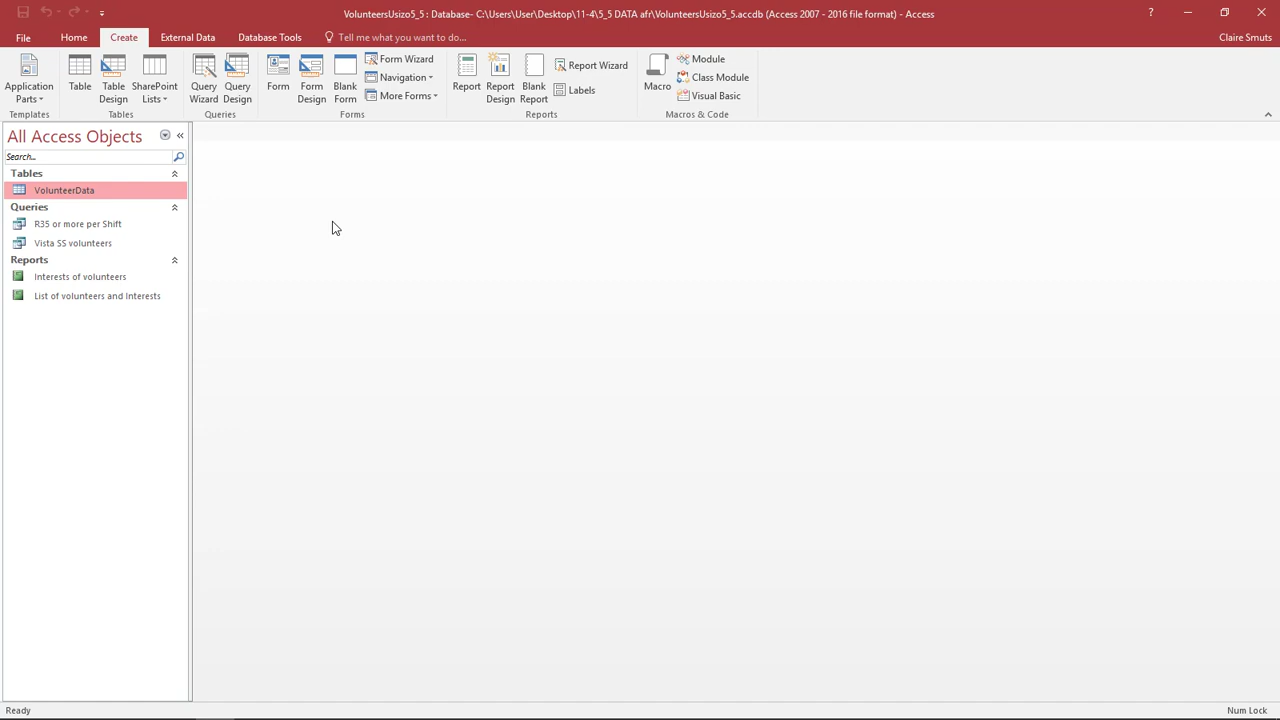 VolunteersUsizo5_5 : Database- C:\Users\User\Desktop\11-4\5_5 DATA afr\VolunteersUsizo5_5.accdb (Access 2007 - 2016 file format) - Access
?
File Home Create External Data Database Tools Tell me what you want to do... Claire Smuts
Application Parts
Templates
Table
Table Design
SharePoint Lists
Tables
Query Wizard
Query Design
Queries
Form
Form Design
Blank Form
Form Wizard
Navigation
More Forms
Forms
Report
Report Design
Blank Report
Report Wizard
Labels
Reports
Macro
Module
Class Module
Visual Basic
Macros & Code
All Access Objects
Search...
Tables
VolunteerData
Queries
R35 or more per Shift
Vista SS volunteers
Reports
Interests of volunteers
List of volunteers and Interests
Ready
Num Lock